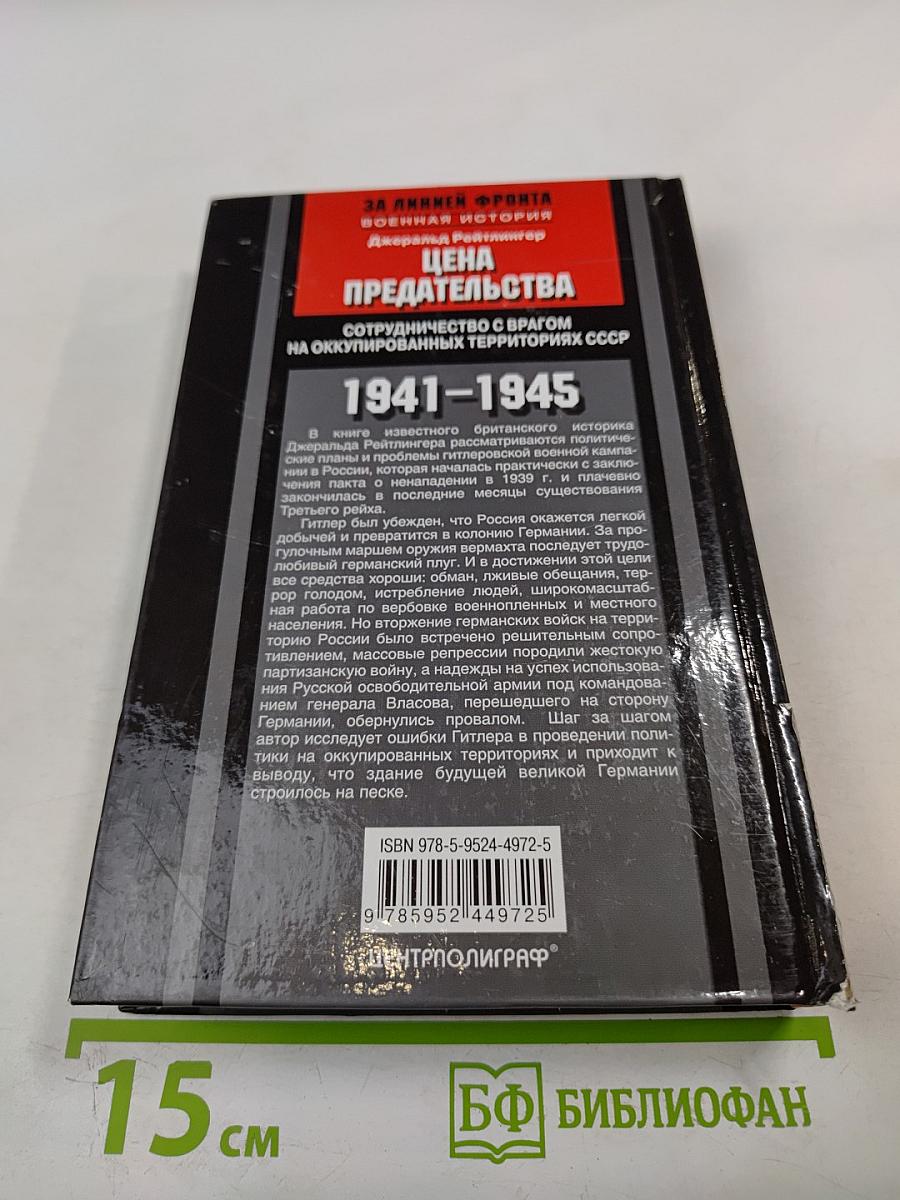 ЗА ЛИНИЕЙ ФРОНТА
ВОЕННАЯ ИСТОРИЯ
Джеральд Рейтлингер
ЦЕНА
ПРЕДАТЕЛЬСТВА
СОТРУДНИЧЕСТВО С ВРАГОМ
НА ОККУПИРОВАННЫХ ТЕРРИТОРИЯХ СССР
1941–1945
В книге известного британского историка
Джеральда Рейтлингера рассматриваются политиче-
ские планы и проблемы гитлеровской военной кампа-
нии в России, которая началась практически с заклю-
чения пакта о ненападении в 1939 г. и плачевно
закончилась в последние месяцы существования
Третьего рейха.
Гитлер был убежден, что Россия окажется легкой
добычей и превратится в колонию Германии. За про-
гулочным маршем оружия вермахта последует трудо-
любивый германский плуг. И в достижении этой цели
все средства хороши: обман, лживые обещания, тер-
рор голодом, истребление людей, широкомасштаб-
ная работа по вербовке военнопленных и местного
населения. Но вторжение германских войск на терри-
торию России было встречено решительным сопро-
тивлением, массовые репрессии породили жестокую
партизанскую войну, а надежды на успех использова-
ния Русской освободительной армии под командова-
нием генерала Власова, перешедшего на сторону
Германии, обернулись провалом. Шаг за шагом
автор исследует ошибки Гитлера в проведении поли-
тики на оккупированных территориях и приходит к
выводу, что здание будущей великой Германии
строилось на песке.
ISBN 978-5-9524-4972-5
9 785952 449725
ЦЕНТРПОЛИГРАФ®
15 см
БФ БИБЛИОФАН